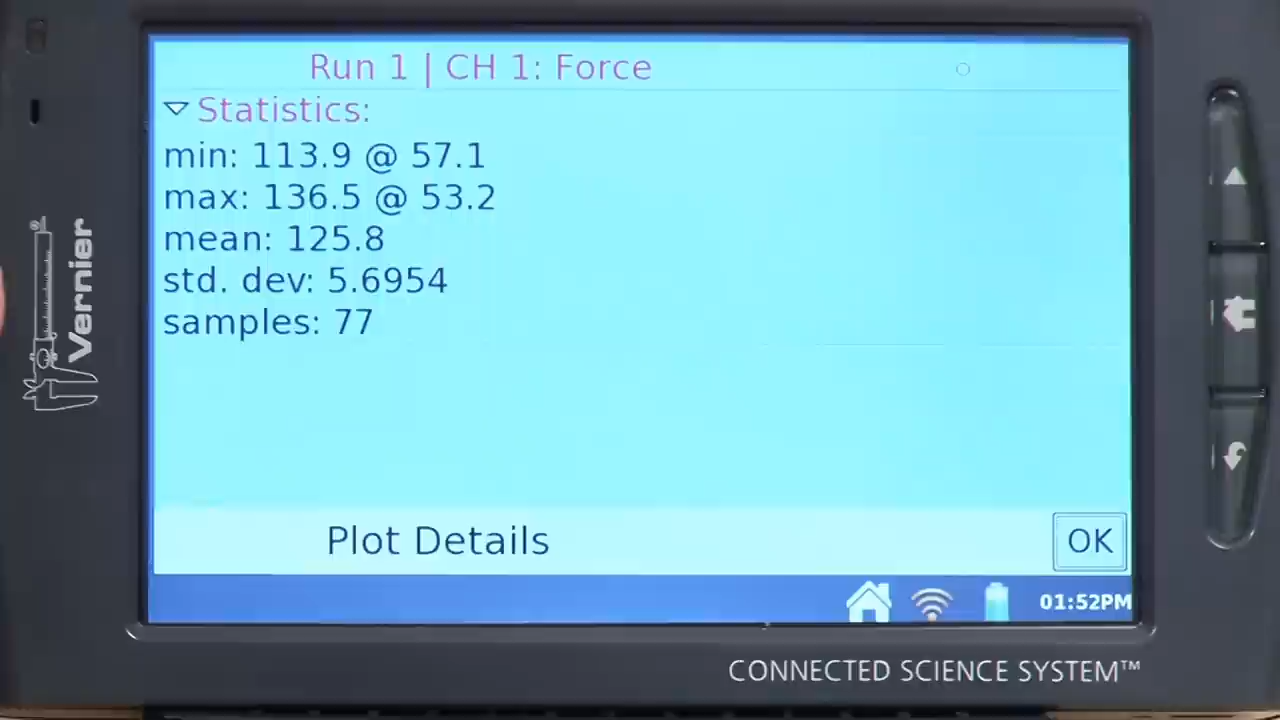 Run 1 | CH 1: Force
Statistics:
min: 113.9 @ 57.1
max: 136.5 @ 53.2
mean: 125.8
std. dev: 5.6954
samples: 77
Plot Details
OK
01:52PM
Vernier
CONNECTED SCIENCE SYSTEM™